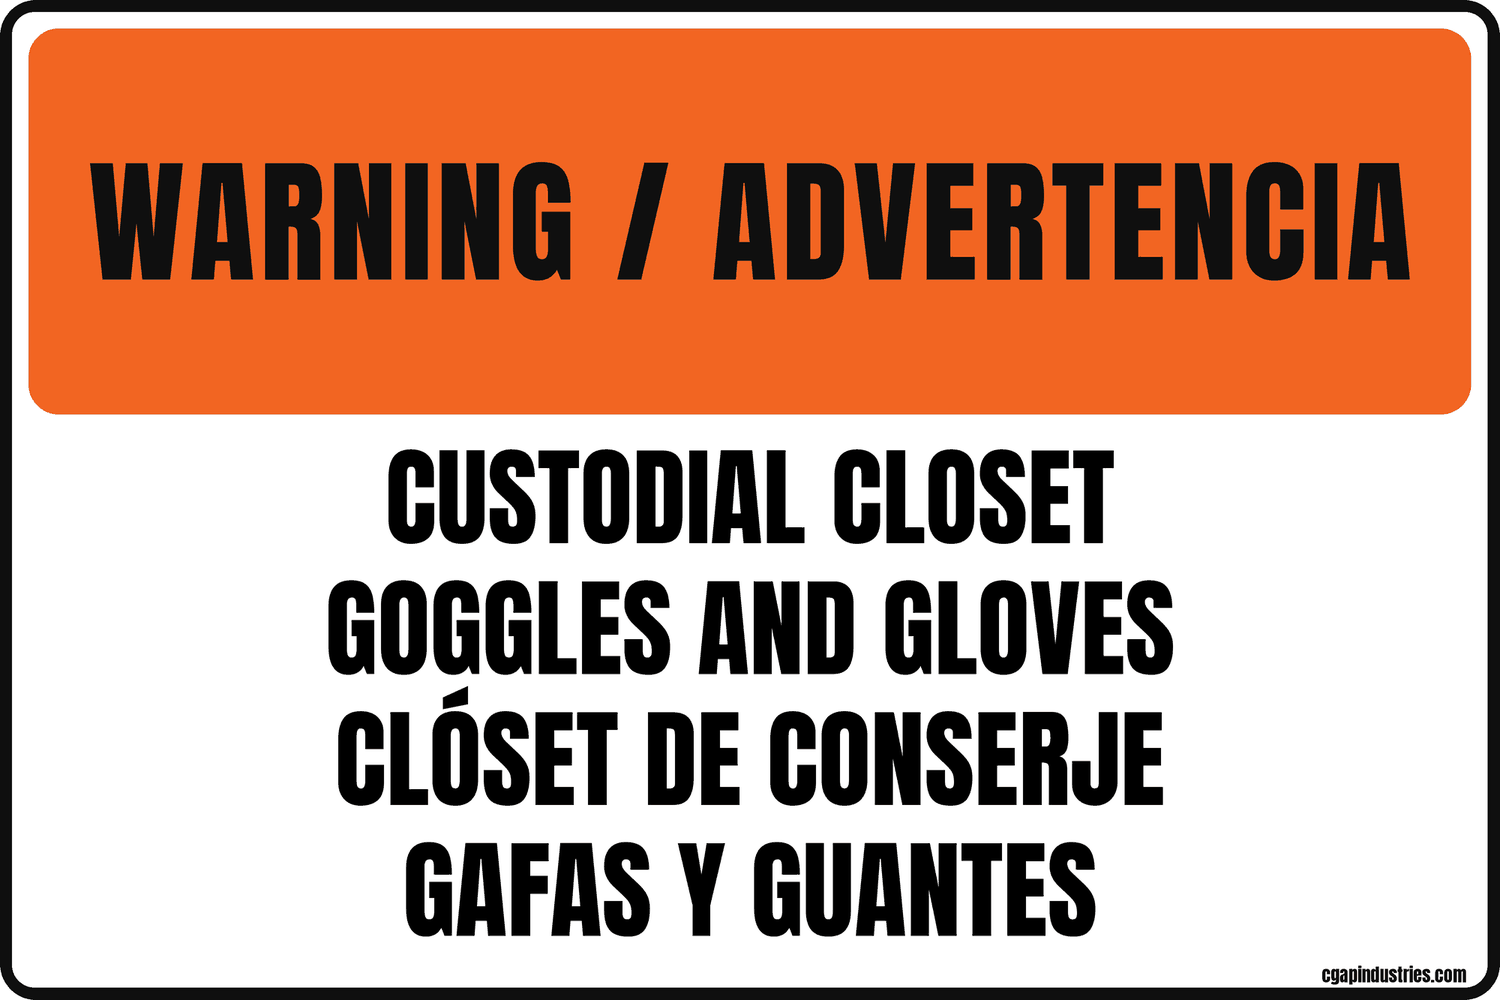 WARNING / ADVERTENCIA
CUSTODIAL CLOSET
GOGGLES AND GLOVES
CLÓSET DE CONSERJE
GAFAS Y GUANTES
cgapindustries.com